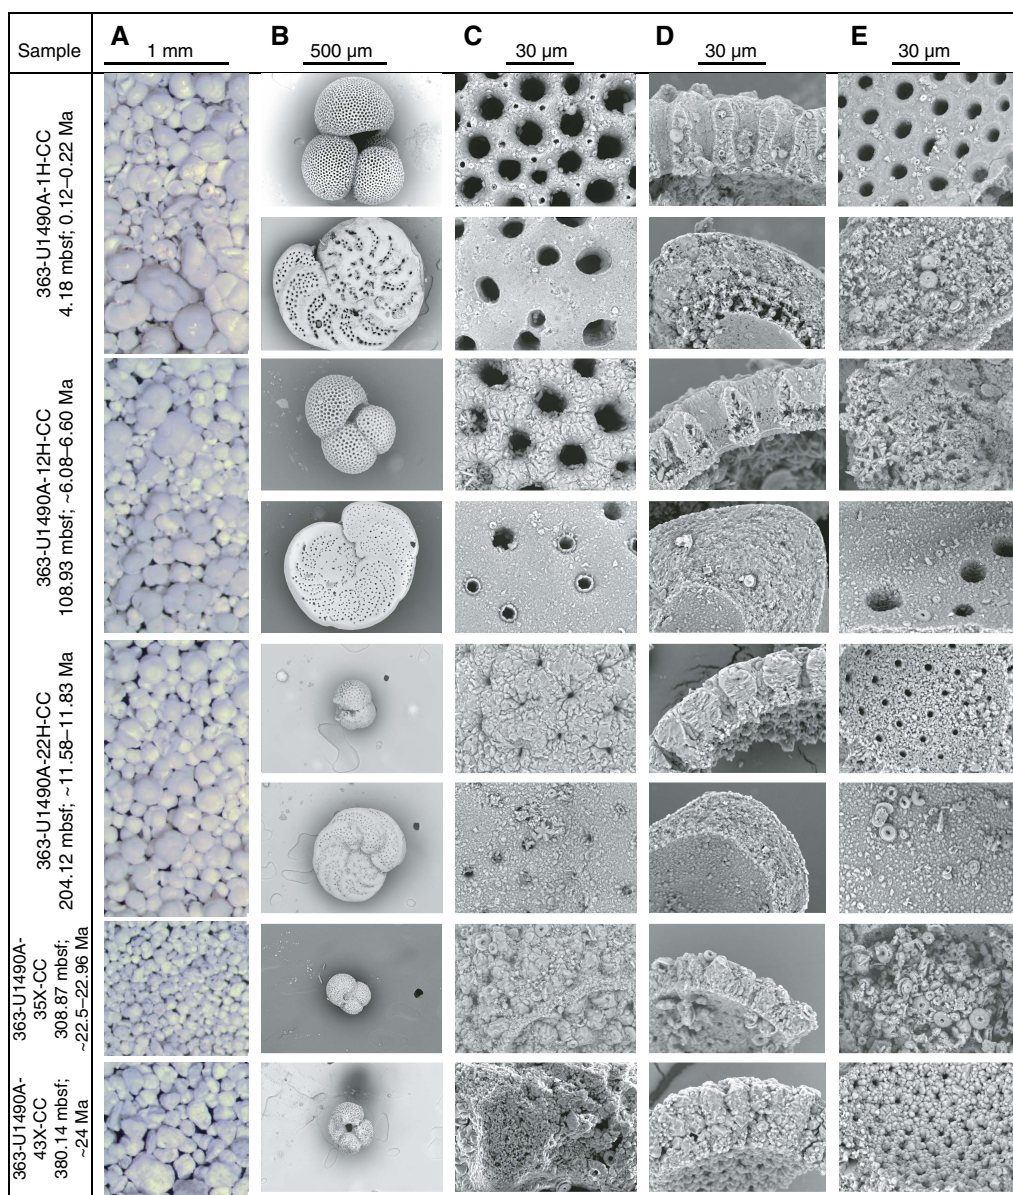 Sample
A
1 mm
B
500 µm
C
30 µm
D
30 µm
E
30 µm
363-U1490A-1H-CC
4.18 mbsf; 0.12–0.22 Ma
363-U1490A-12H-CC
108.93 mbsf; ~6.08–6.60 Ma
363-U1490A-22H-CC
204.12 mbsf; ~11.58–11.83 Ma
363-U1490A-
35X-CC
308.87 mbsf;
~22.5–22.96 Ma
363-U1490A-
43X-CC
380.14 mbsf;
~24 Ma